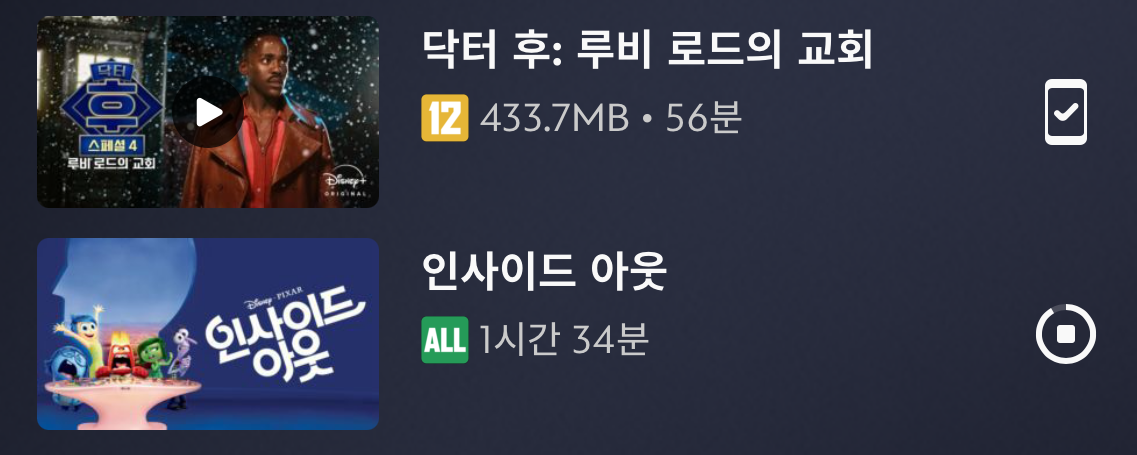 닥터
후
스페셜 4
루비 로드의 교회
Disney+
ORIGINAL
닥터 후: 루비 로드의 교회
12 433.7MB • 56분
Disney · PIXAR
인사이드
아웃
인사이드 아웃
ALL 1시간 34분